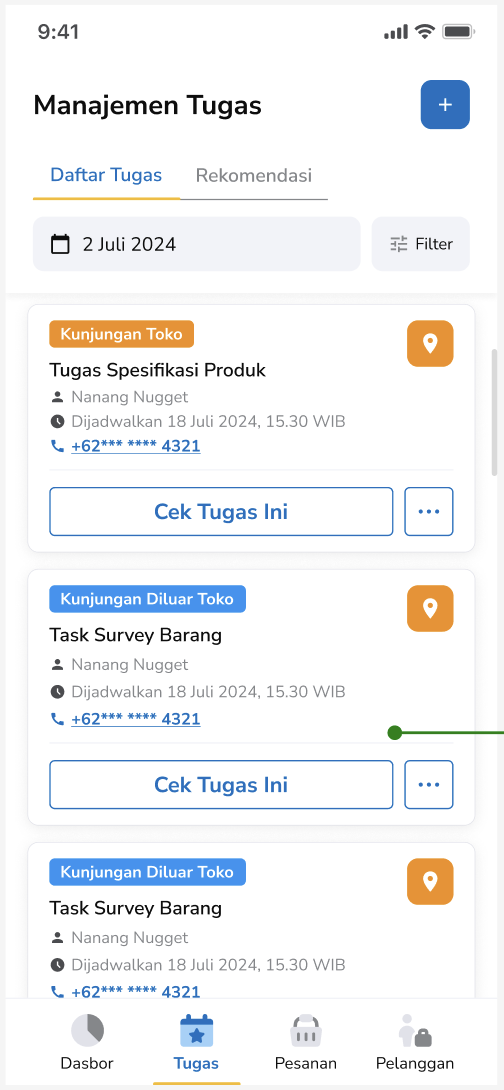 9:41
Manajemen Tugas
+
Daftar Tugas
Rekomendasi
2 Juli 2024
Filter
Kunjungan Toko
Tugas Spesifikasi Produk
Nanang Nugget
Dijadwalkan 18 Juli 2024, 15.30 WIB
+62*** **** 4321
Cek Tugas Ini
...
Kunjungan Diluar Toko
Task Survey Barang
Nanang Nugget
Dijadwalkan 18 Juli 2024, 15.30 WIB
+62*** **** 4321
Cek Tugas Ini
...
Kunjungan Diluar Toko
Task Survey Barang
Nanang Nugget
Dijadwalkan 18 Juli 2024, 15.30 WIB
+62*** **** 4321
Dasbor
Tugas
Pesanan
Pelanggan